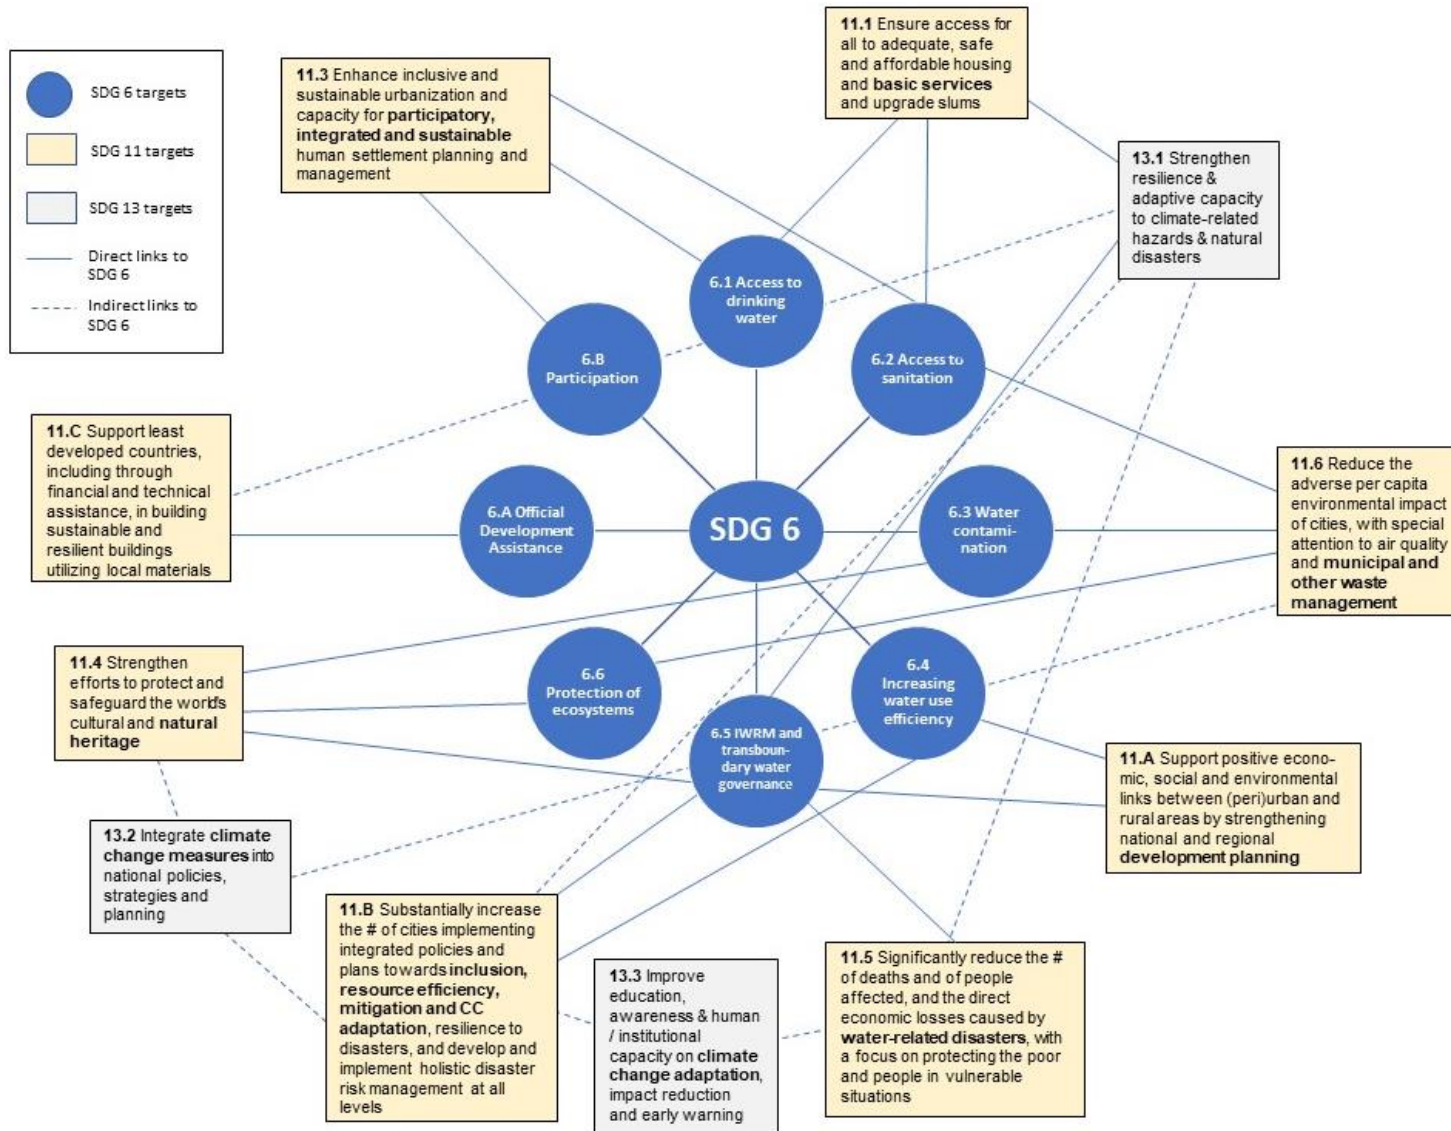 SDG 6 targets
SDG 11 targets
SDG 13 targets
Direct links to
SDG 6
Indirect links to
SDG 6
11.3 Enhance inclusive and
sustainable urbanization and
capacity for participatory,
integrated and sustainable
human settlement planning and
management
11.1 Ensure access for
all to adequate, safe
and affordable housing
and basic services
and upgrade slums
13.1 Strengthen
resilience &
adaptive capacity
to climate-related
hazards & natural
disasters
6.1 Access to
drinking
water
6.B
Participation
6.2 Access to
sanitation
11.C Support least
developed countries,
including through
financial and technical
assistance, in building
sustainable and
resilient buildings
utilizing local materials
6.A Official
Development
Assistance
SDG 6
6.3 Water
contami-
nation
11.6 Reduce the
adverse per capita
environmental impact
of cities, with special
attention to air quality
and municipal and
other waste
management
11.4 Strengthen
efforts to protect and
safeguard the world's
cultural and natural
heritage
6.6
Protection of
ecosystems
6.5 IWRM and
transboun-
dary water
governance
6.4
Increasing
water use
efficiency
11.A Support positive econo-
mic, social and environmental
links between (peri)urban and
rural areas by strengthening
national and regional
development planning
13.2 Integrate climate
change measures into
national policies,
strategies and
planning
11.B Substantially increase
the # of cities implementing
integrated policies and
plans towards inclusion,
resource efficiency,
mitigation and CC
adaptation, resilience to
disasters, and develop and
implement holistic disaster
risk management at all
levels
13.3 Improve
education,
awareness & human
/ institutional
capacity on climate
change adaptation,
impact reduction
and early warning
11.5 Significantly reduce the #
of deaths and of people
affected, and the direct
economic losses caused by
water-related disasters, with
a focus on protecting the poor
and people in vulnerable
situations